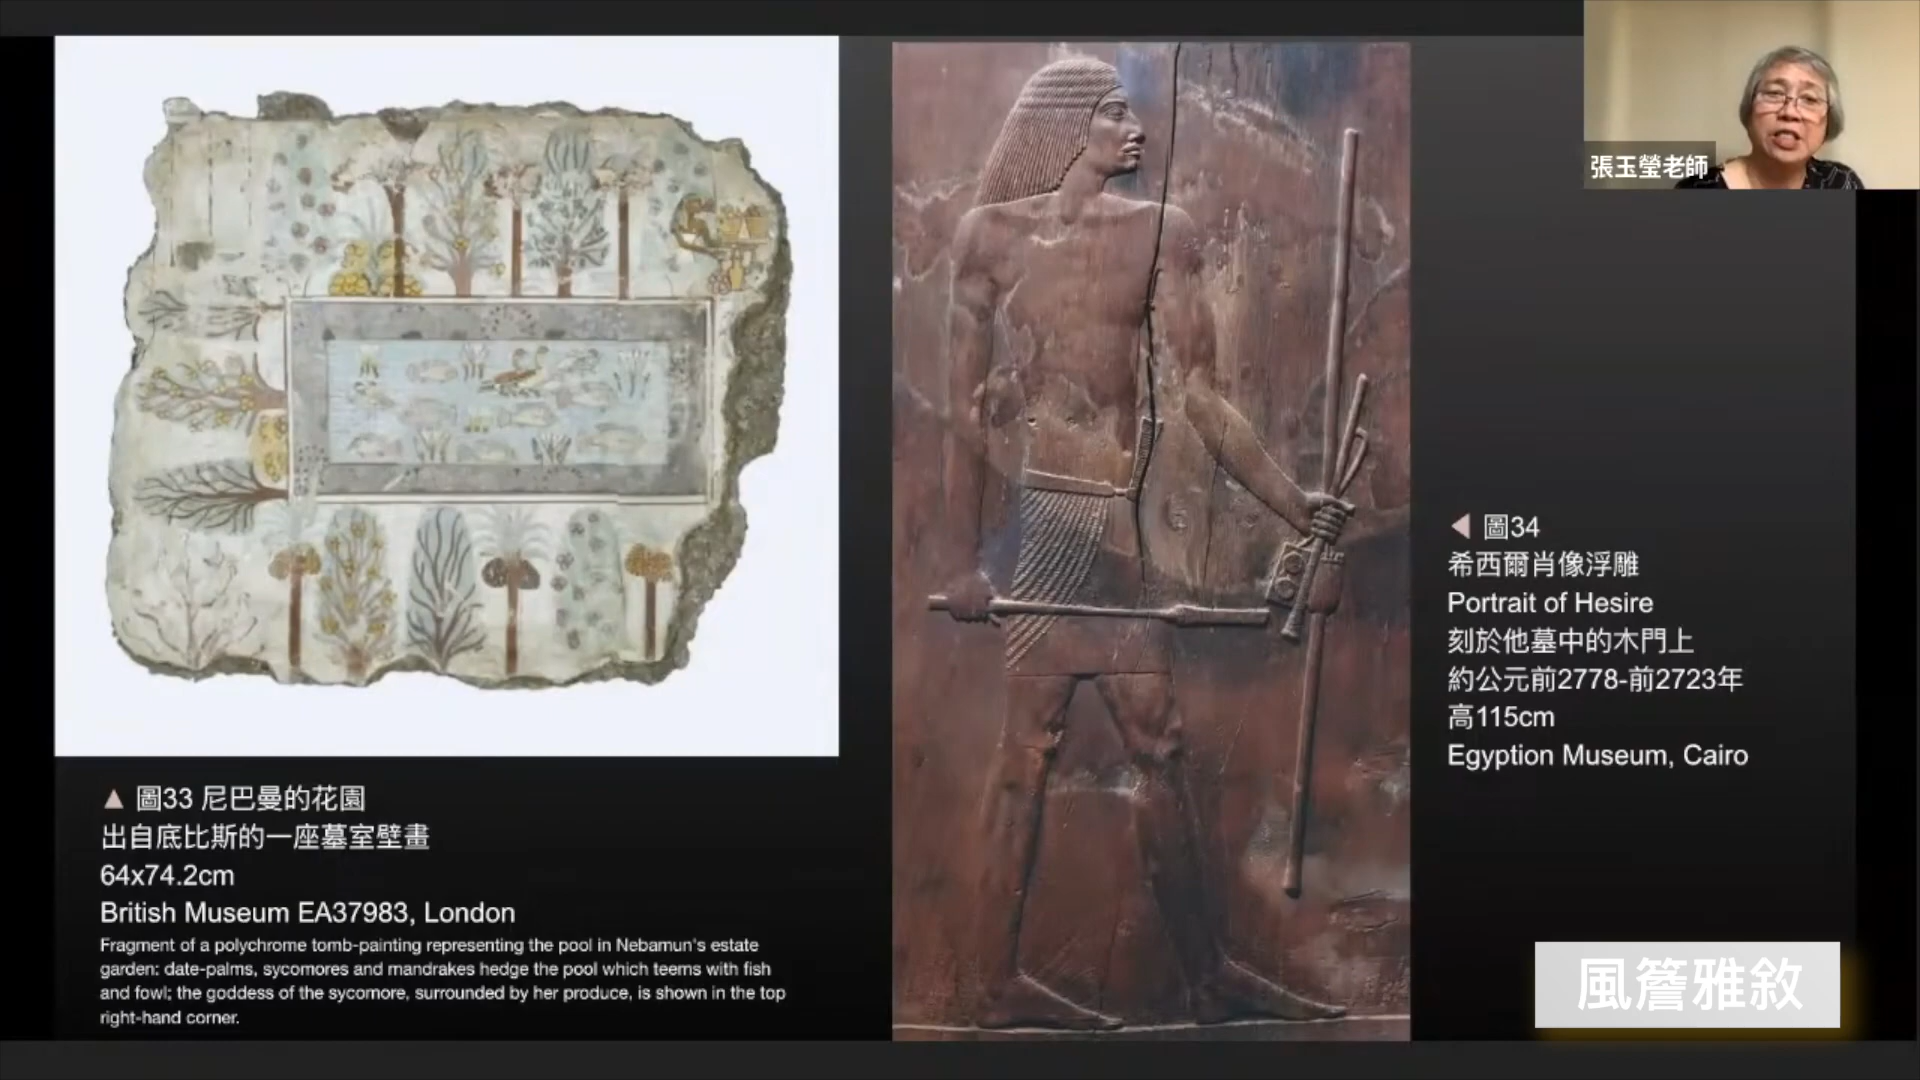 張玉瑩老師
▲ 圖33 尼巴曼的花園
出自底比斯的一座墓室壁畫
64x74.2cm
British Museum EA37983, London
Fragment of a polychrome tomb-painting representing the pool in Nebamun's estate
garden: date-palms, sycomores and mandrakes hedge the pool which teems with fish
and fowl; the goddess of the sycomore, surrounded by her produce, is shown in the top
right-hand corner.
◀ 圖34
希西爾肖像浮雕
Portrait of Hesire
刻於他墓中的木門上
約公元前2778-前2723年
高115cm
Egyption Museum, Cairo
風簷雅敘